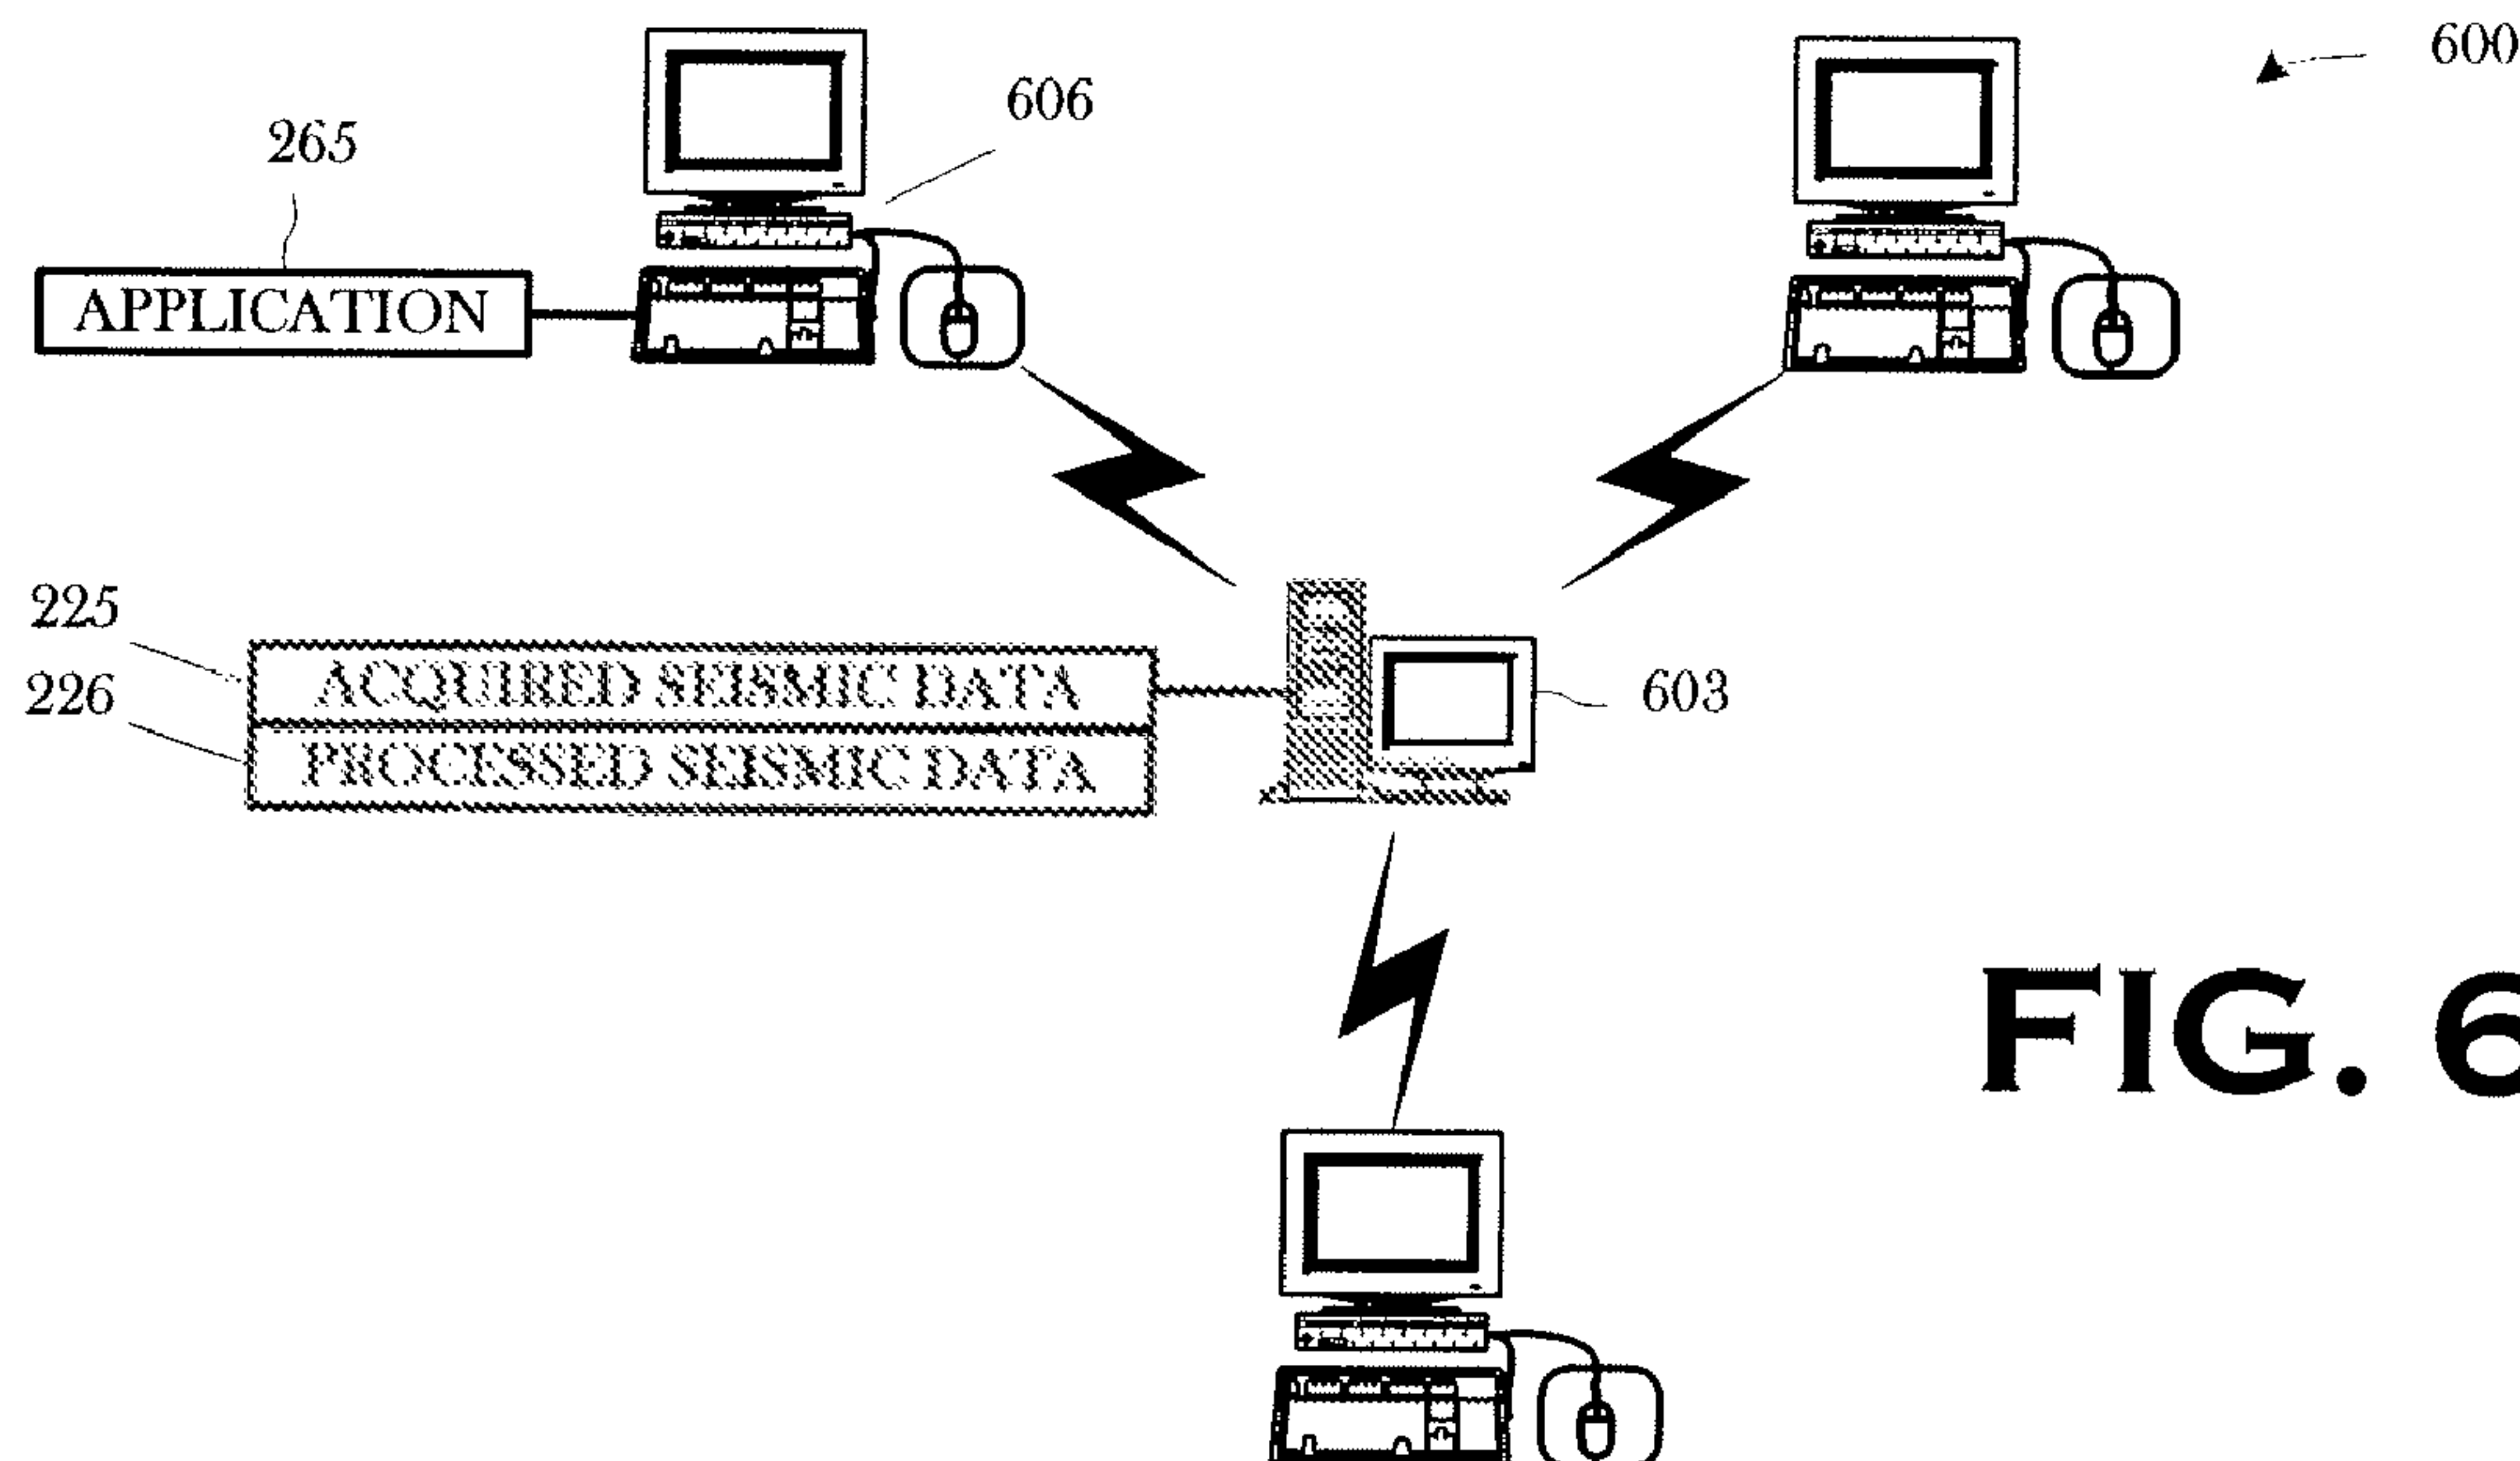 600
606
265
APPLICATION
225
ACQUIRED SEISMIC DATA
226
603
PROCESSED SEISMIC DATA
FIG. 6